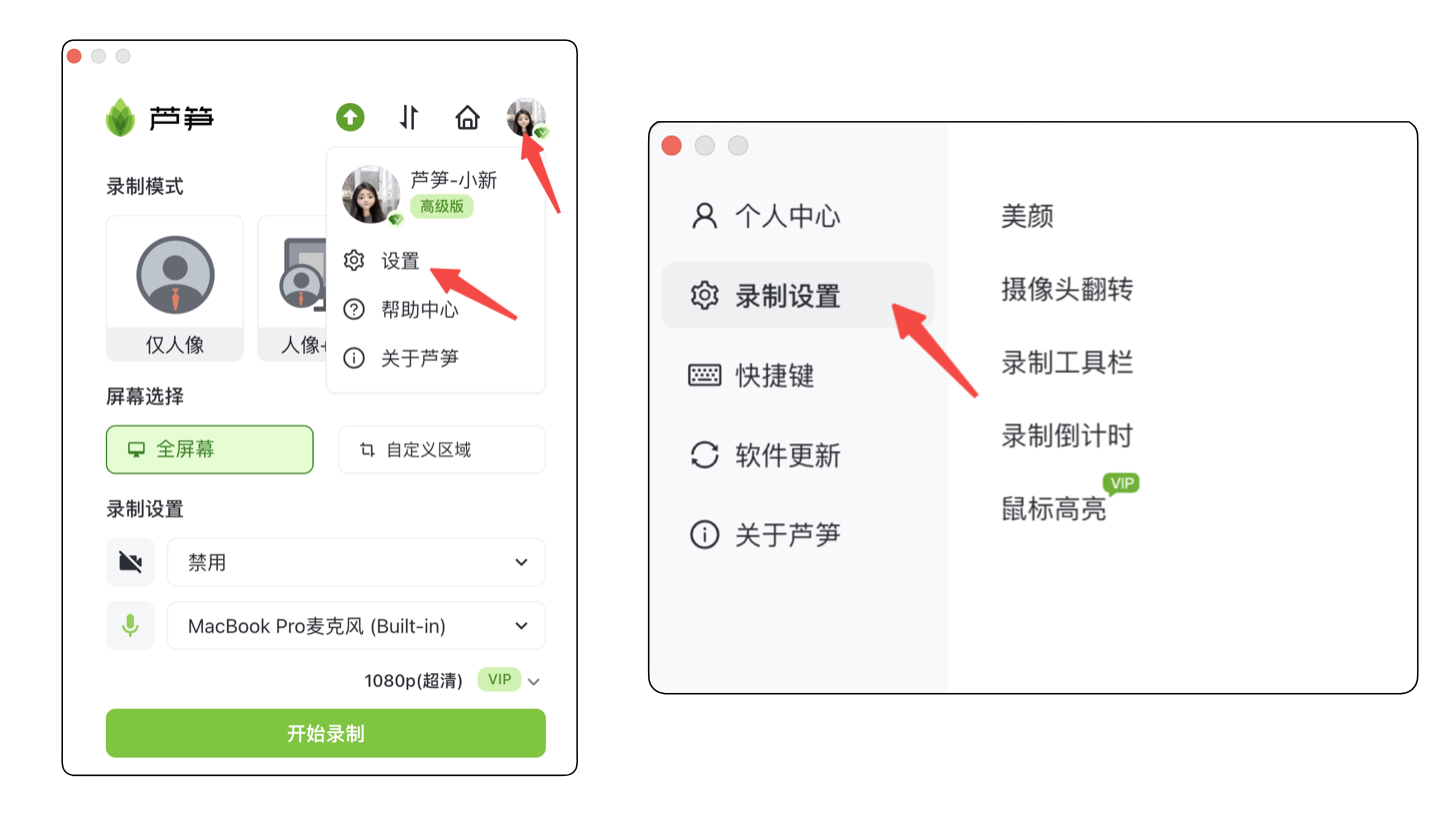 芦笋
芦笋-小新
高级版
设置
帮助中心
关于芦笋
录制模式
仅人像
人像+
屏幕选择
全屏幕
自定义区域
录制设置
禁用
MacBook Pro麦克风 (Built-in)
1080p(超清) VIP
开始录制
个人中心
录制设置
快捷键
软件更新
关于芦笋
美颜
摄像头翻转
录制工具栏
录制倒计时
鼠标高亮 VIP